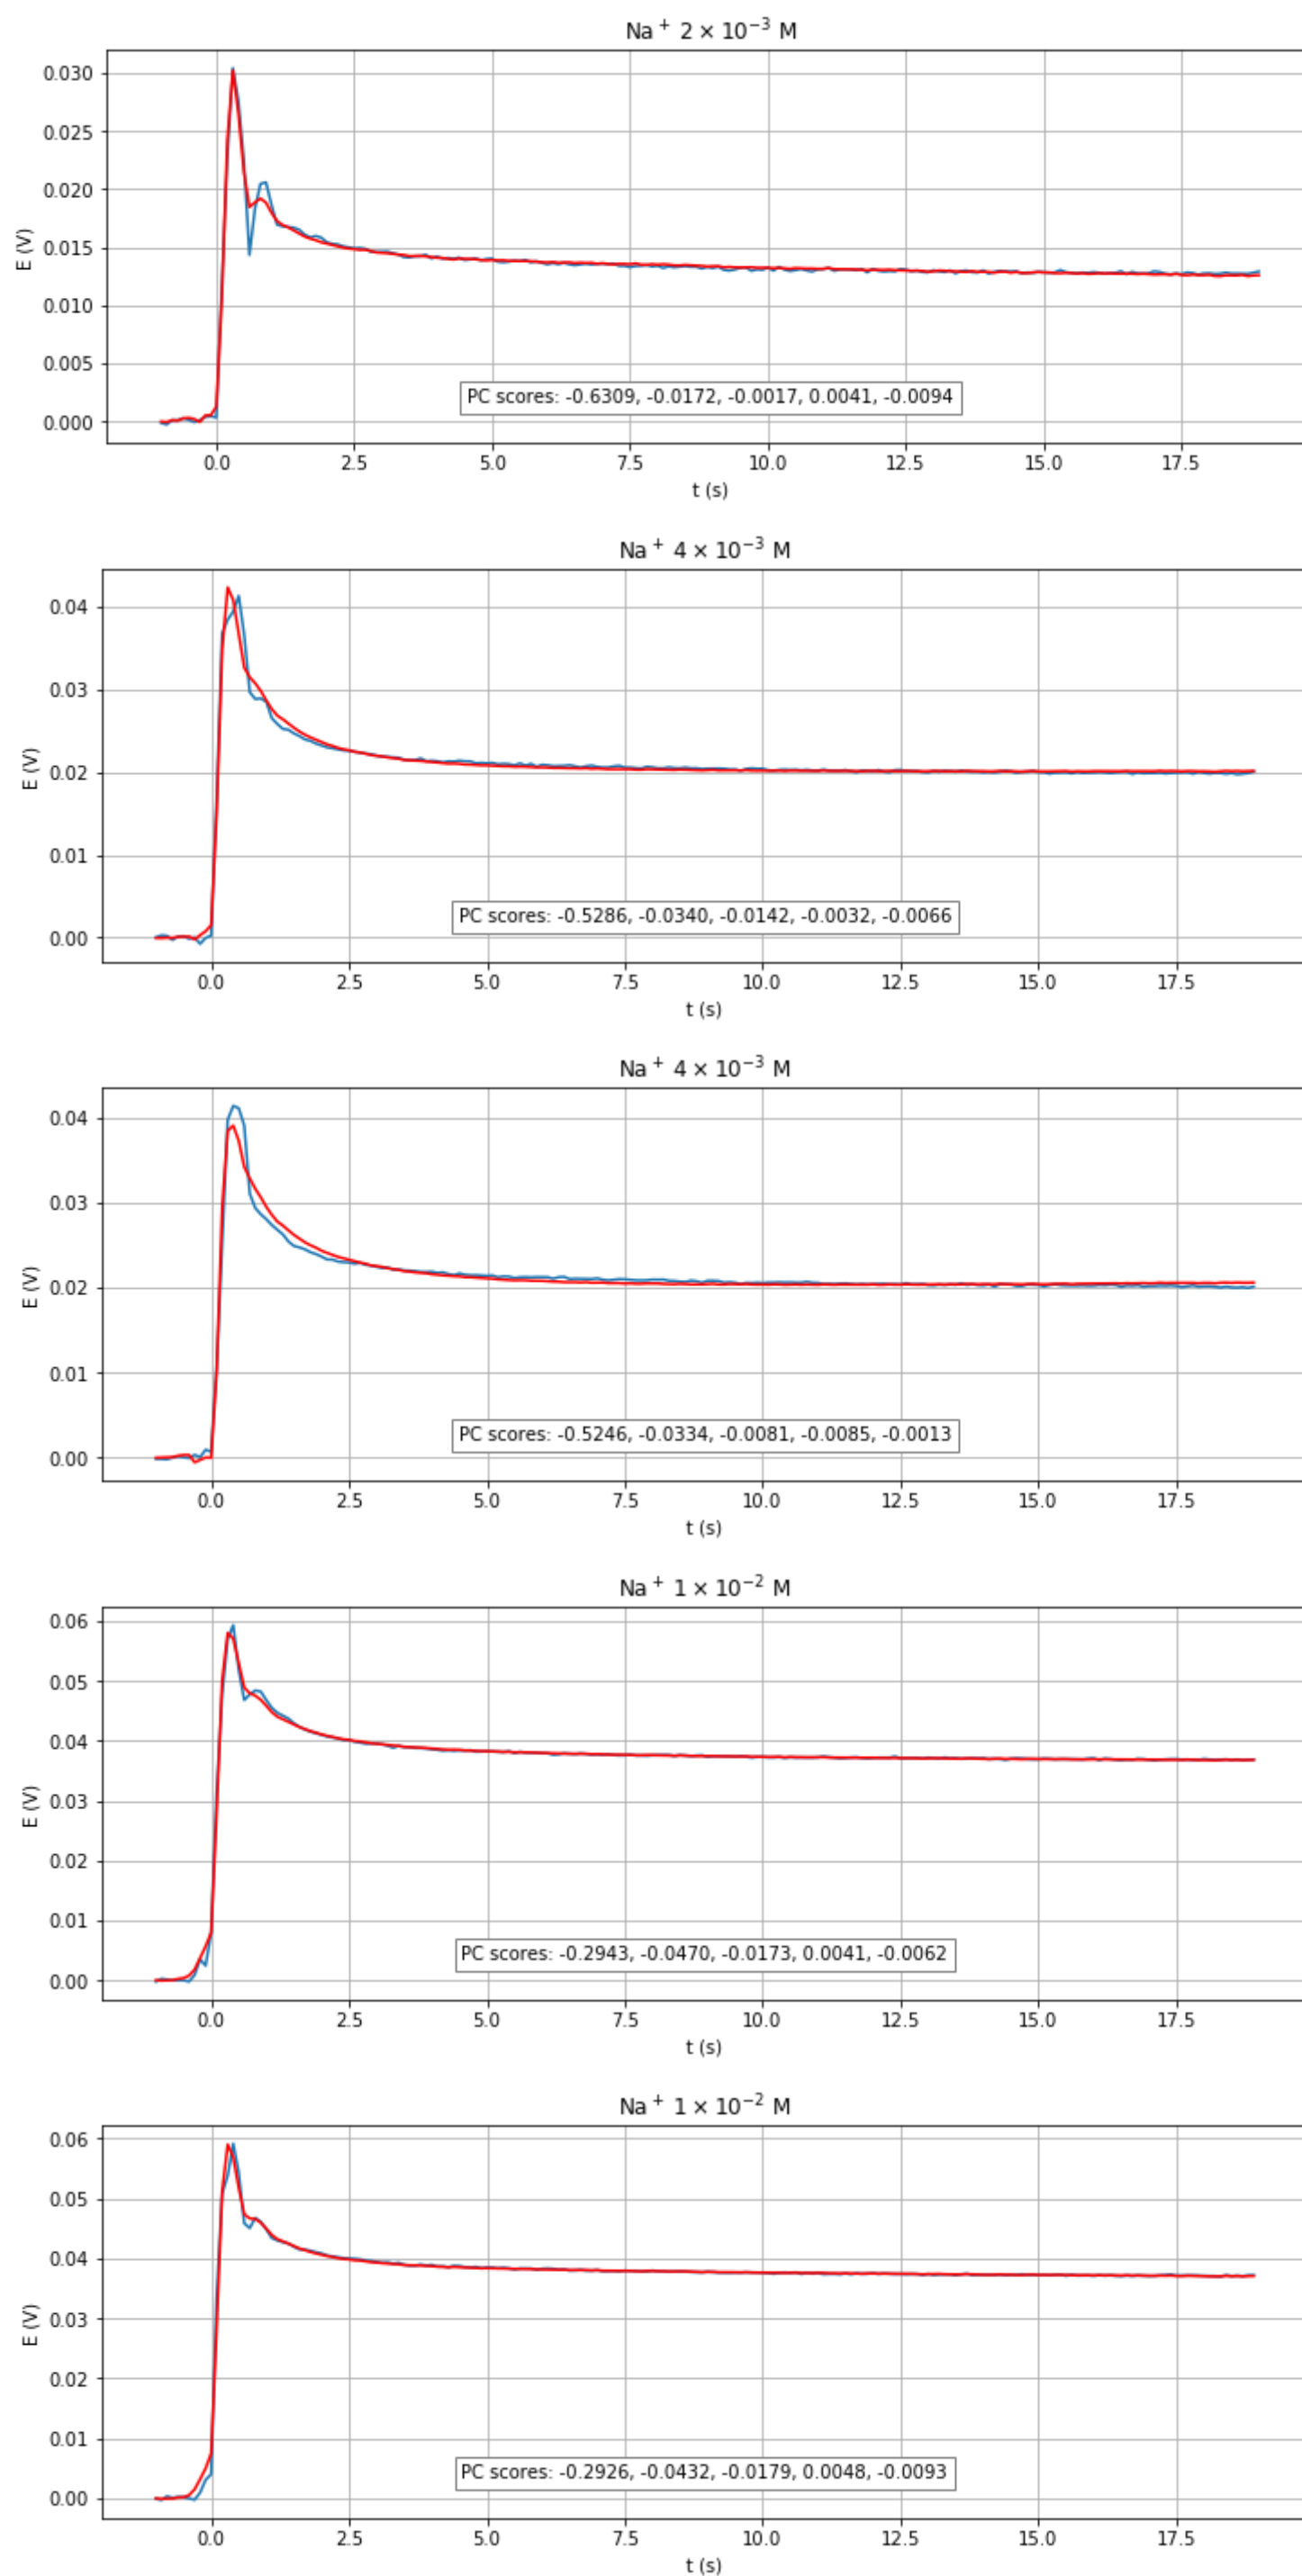 Na⁺ 2 × 10⁻³ M
0.030
0.025
0.020
0.015
0.010
0.005
0.000
E (V)
PC scores: -0.6309, -0.0172, -0.0017, 0.0041, -0.0094
0.0 2.5 5.0 7.5 10.0 12.5 15.0 17.5
t (s)
Na⁺ 4 × 10⁻³ M
0.04
0.03
0.02
0.01
0.00
E (V)
PC scores: -0.5286, -0.0340, -0.0142, -0.0032, -0.0066
0.0 2.5 5.0 7.5 10.0 12.5 15.0 17.5
t (s)
Na⁺ 4 × 10⁻³ M
0.04
0.03
0.02
0.01
0.00
E (V)
PC scores: -0.5246, -0.0334, -0.0081, -0.0085, -0.0013
0.0 2.5 5.0 7.5 10.0 12.5 15.0 17.5
t (s)
Na⁺ 1 × 10⁻² M
0.06
0.05
0.04
0.03
0.02
0.01
0.00
E (V)
PC scores: -0.2943, -0.0470, -0.0173, 0.0041, -0.0062
0.0 2.5 5.0 7.5 10.0 12.5 15.0 17.5
t (s)
Na⁺ 1 × 10⁻² M
0.06
0.05
0.04
0.03
0.02
0.01
0.00
E (V)
PC scores: -0.2926, -0.0432, -0.0179, 0.0048, -0.0093
0.0 2.5 5.0 7.5 10.0 12.5 15.0 17.5
t (s)